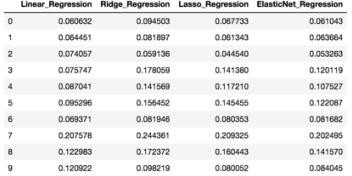 Linear_Regression Ridge_Regression Lasso_Regression ElasticNet_Regression
0 0.060632 0.094503 0.067733 0.061043
1 0.064451 0.081897 0.061343 0.063664
2 0.074057 0.059136 0.044540 0.053263
3 0.075747 0.178059 0.141380 0.120119
4 0.087041 0.141569 0.117210 0.107527
5 0.095296 0.156452 0.145455 0.122087
6 0.069371 0.081946 0.080353 0.081682
7 0.207578 0.244361 0.209325 0.202495
8 0.122983 0.172372 0.160443 0.141570
9 0.120922 0.098219 0.080052 0.084045